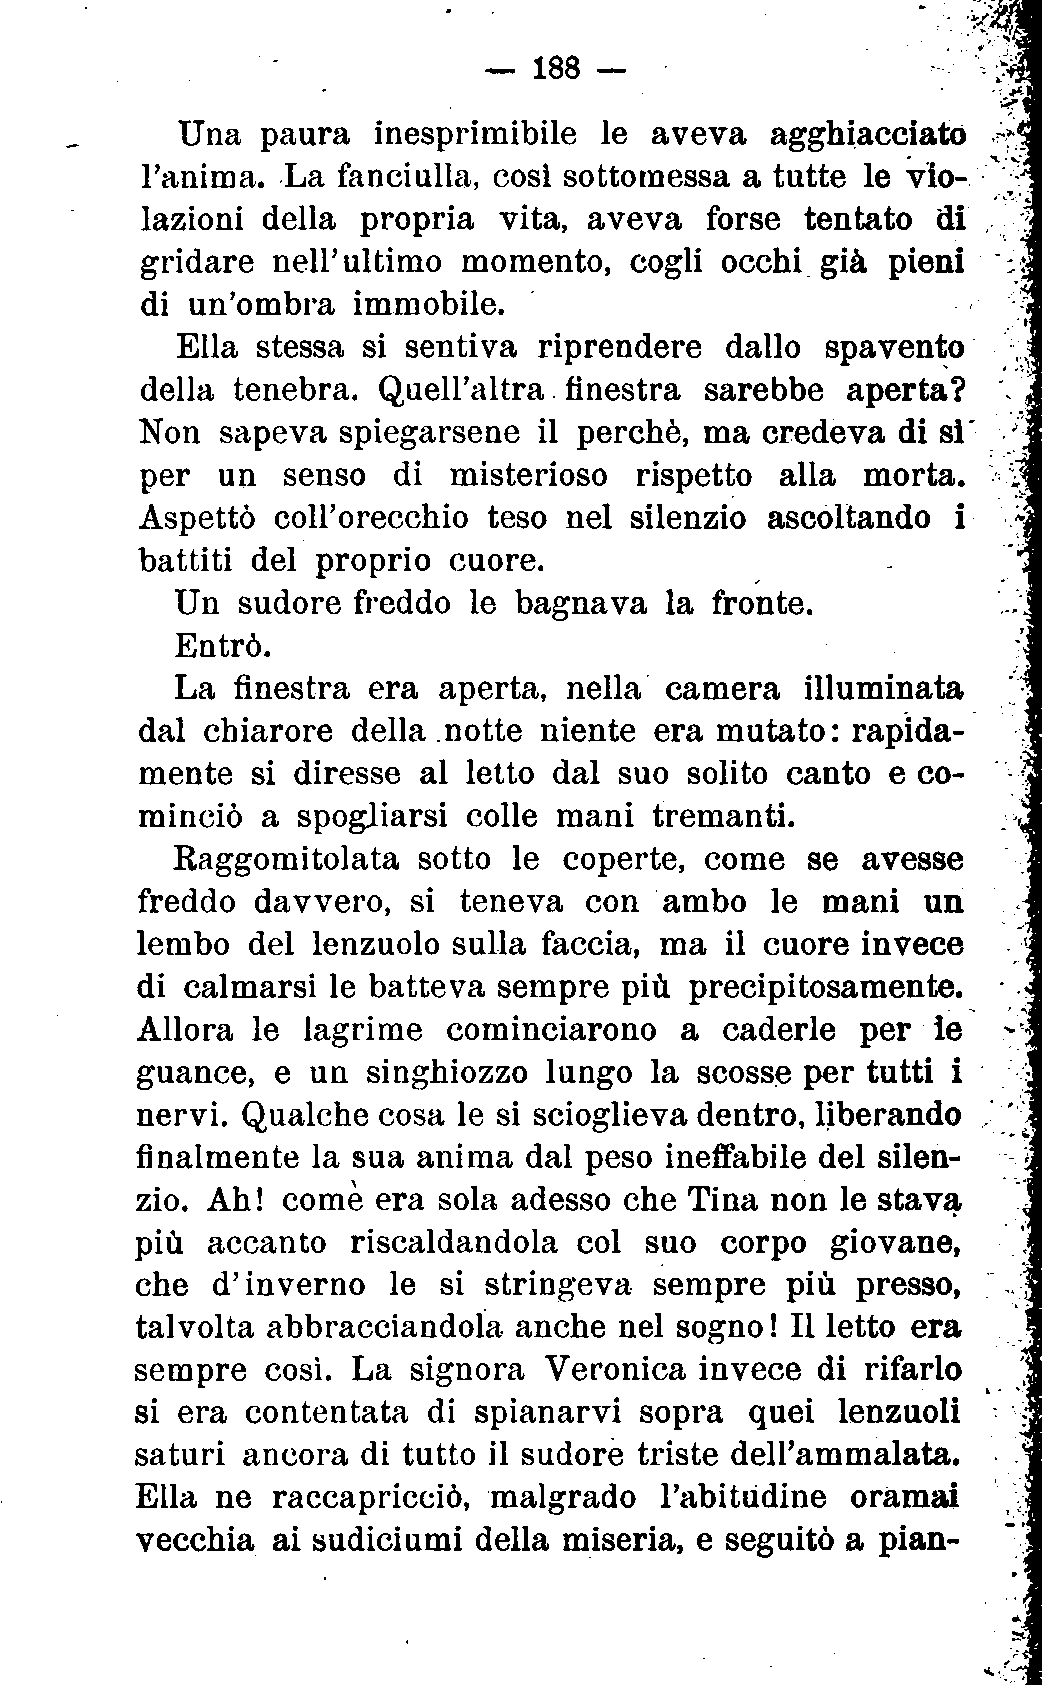 — 188 —
Una paura inesprimibile le aveva agghiacciato
l'anima. La fanciulla, così sottomessa a tutte le vio-
lazioni della propria vita, aveva forse tentato di
gridare nell'ultimo momento, cogli occhi già pieni
di un'ombra immobile.
Ella stessa si sentiva riprendere dallo spavento
della tenebra. Quell'altra finestra sarebbe aperta?
Non sapeva spiegarsene il perchè, ma credeva di sì
per un senso di misterioso rispetto alla morta.
Aspettò coll'orecchio teso nel silenzio ascoltando i
battiti del proprio cuore.
Un sudore freddo le bagnava la fronte.
Entrò.
La finestra era aperta, nella camera illuminata
dal chiarore della notte niente era mutato: rapida-
mente si diresse al letto dal suo solito canto e co-
minciò a spogliarsi colle mani tremanti.
Raggomitolata sotto le coperte, come se avesse
freddo davvero, si teneva con ambo le mani un
lembo del lenzuolo sulla faccia, ma il cuore invece
di calmarsi le batteva sempre più precipitosamente.
Allora le lagrime cominciarono a caderle per le
guance, e un singhiozzo lungo la scosse per tutti i
nervi. Qualche cosa le si scioglieva dentro, liberando
finalmente la sua anima dal peso ineffabile del silen-
zio. Ah! comè era sola adesso che Tina non le stava
più accanto riscaldandola col suo corpo giovane,
che d'inverno le si stringeva sempre più presso,
talvolta abbracciandola anche nel sogno! Il letto era
sempre così. La signora Veronica invece di rifarlo
si era contentata di spianarvi sopra quei lenzuoli
saturi ancora di tutto il sudore triste dell'ammalata.
Ella ne raccapricciò, malgrado l'abitudine oramai
vecchia ai sudiciumi della miseria, e seguitò a pian-